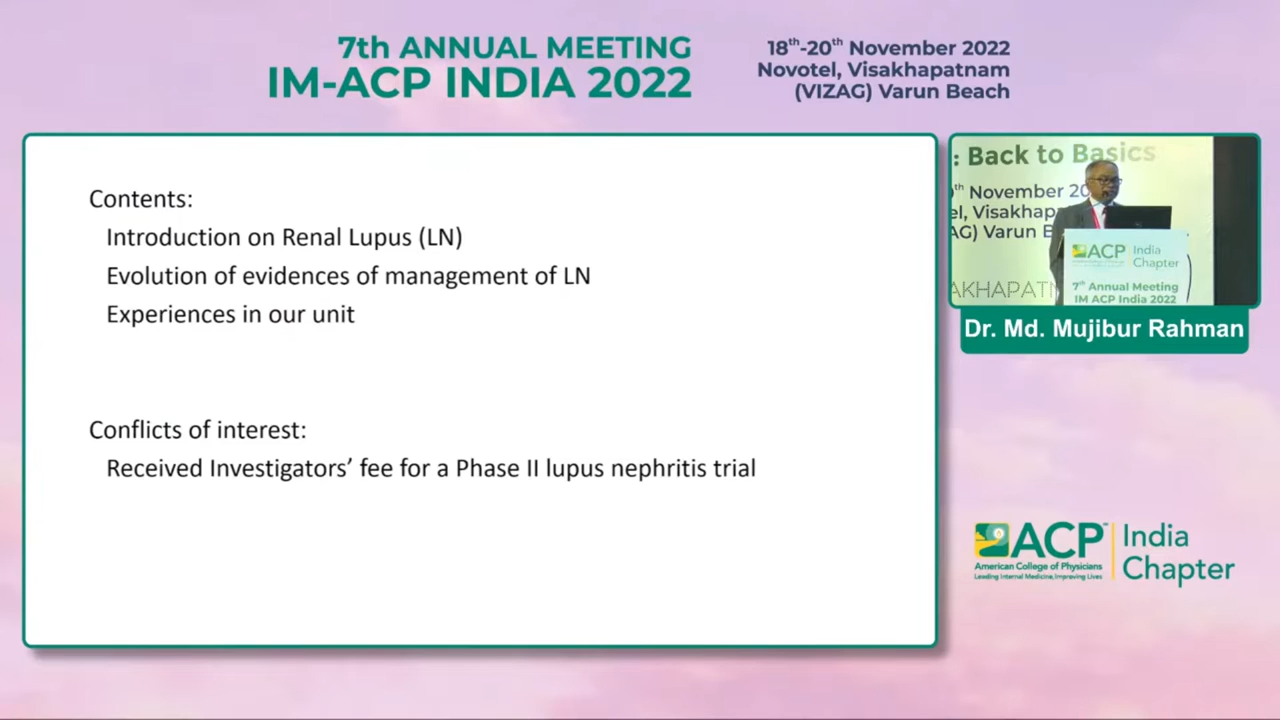 7th ANNUAL MEETING
IM-ACP INDIA 2022
18th-20th November 2022
Novotel, Visakhapatnam
(VIZAG) Varun Beach
Contents:
Introduction on Renal Lupus (LN)
Evolution of evidences of management of LN
Experiences in our unit
Conflicts of interest:
Received Investigators’ fee for a Phase II lupus nephritis trial
: Back to Basics
th November 20
el, Visakhap
AG) Varun B
AKHAPATN
ACP India
Chapter
7th Annual Meeting
IM ACP India 2022
Dr. Md. Mujibur Rahman
ACP
American College of Physicians
Leading Internal Medicine, Improving Lives
India
Chapter